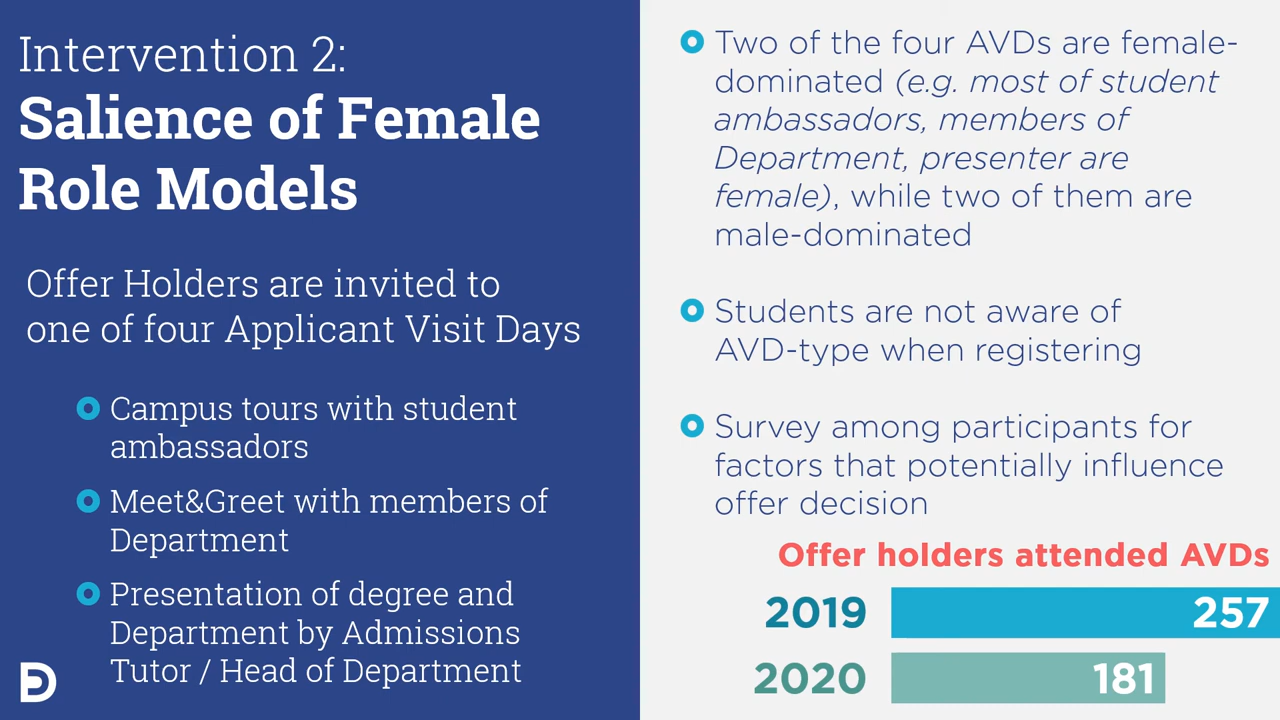 Intervention 2:
Salience of Female
Role Models
Offer Holders are invited to
one of four Applicant Visit Days
Campus tours with student
ambassadors
Meet&Greet with members of
Department
Presentation of degree and
Department by Admissions
Tutor / Head of Department
D
Two of the four AVDs are female-
dominated (e.g. most of student
ambassadors, members of
Department, presenter are
female), while two of them are
male-dominated
Students are not aware of
AVD-type when registering
Survey among participants for
factors that potentially influence
offer decision
Offer holders attended AVDs
2019 257
2020 181